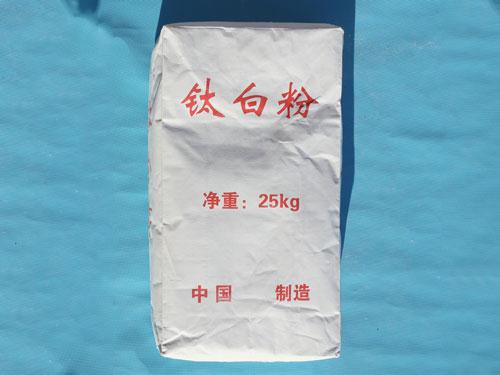 钛白粉
净重：25kg
中国 制造